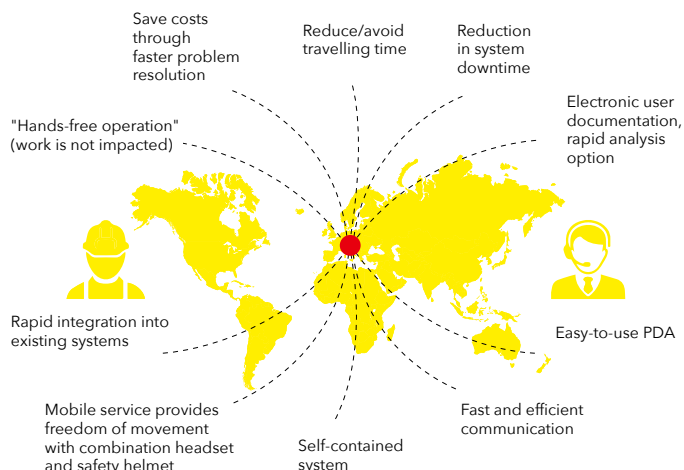 Save costs
through
faster problem
resolution
Reduce/avoid
travelling time
Reduction
in system
downtime
"Hands-free operation"
(work is not impacted)
Electronic user
documentation,
rapid analysis
option
Rapid integration into
existing systems
Easy-to-use PDA
Mobile service provides
freedom of movement
with combination headset
and safety helmet
Self-contained
system
Fast and efficient
communication